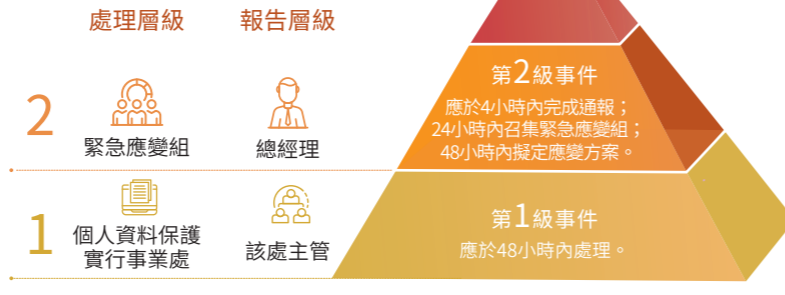 處理層級
報告層級
2
緊急應變組
總經理
第2級事件
應於4小時內完成通報；
24小時內召集緊急應變組；
48小時內擬定應變方案。
1
個人資料保護
實行事業處
該處主管
第1級事件
應於48小時內處理。